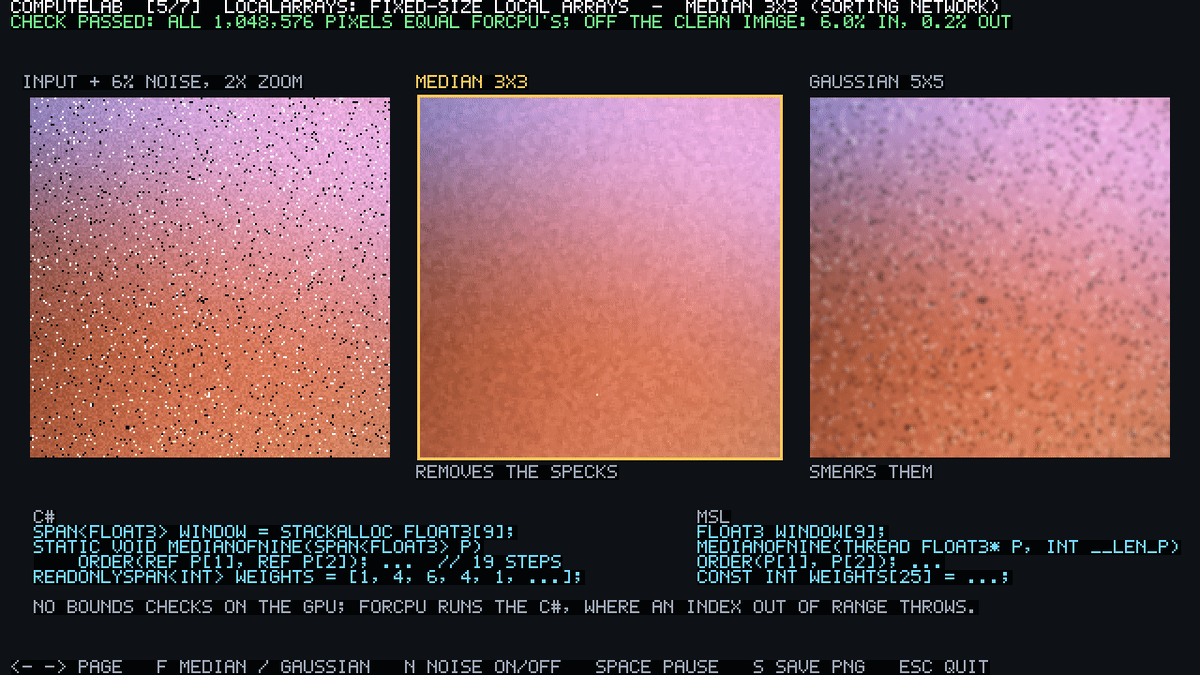 COMPUTELAB [5/7] LOCALARRAYS: FIXED-SIZE LOCAL ARRAYS - MEDIAN 3X3 (SORTING NETWORK)
CHECK PASSED: ALL 1,048,576 PIXELS EQUAL FORCPU'S; OFF THE CLEAN IMAGE: 6.0% IN, 0.2% OUT
INPUT + 6% NOISE, 2X ZOOM
MEDIAN 3X3
GAUSSIAN 5X5
REMOVES THE SPECKS
SMEARS THEM
C#
SPAN<FLOAT3> WINDOW = STACKALLOC FLOAT3[9];
STATIC VOID MEDIANOFNINE(SPAN<FLOAT3> P)
ORDER(REF P[1], REF P[2]); ... // 19 STEPS
READONLYSPAN<INT> WEIGHTS = [1, 4, 6, 4, 1, ...];
MSL
FLOAT3 WINDOW[9];
MEDIANOFNINE(THREAD FLOAT3* P, INT __LEN_P)
ORDER(P[1], P[2]); ...
CONST INT WEIGHTS[25] = ...;
NO BOUNDS CHECKS ON THE GPU; FORCPU RUNS THE C#, WHERE AN INDEX OUT OF RANGE THROWS.
<- -> PAGE F MEDIAN / GAUSSIAN N NOISE ON/OFF SPACE PAUSE S SAVE PNG ESC QUIT